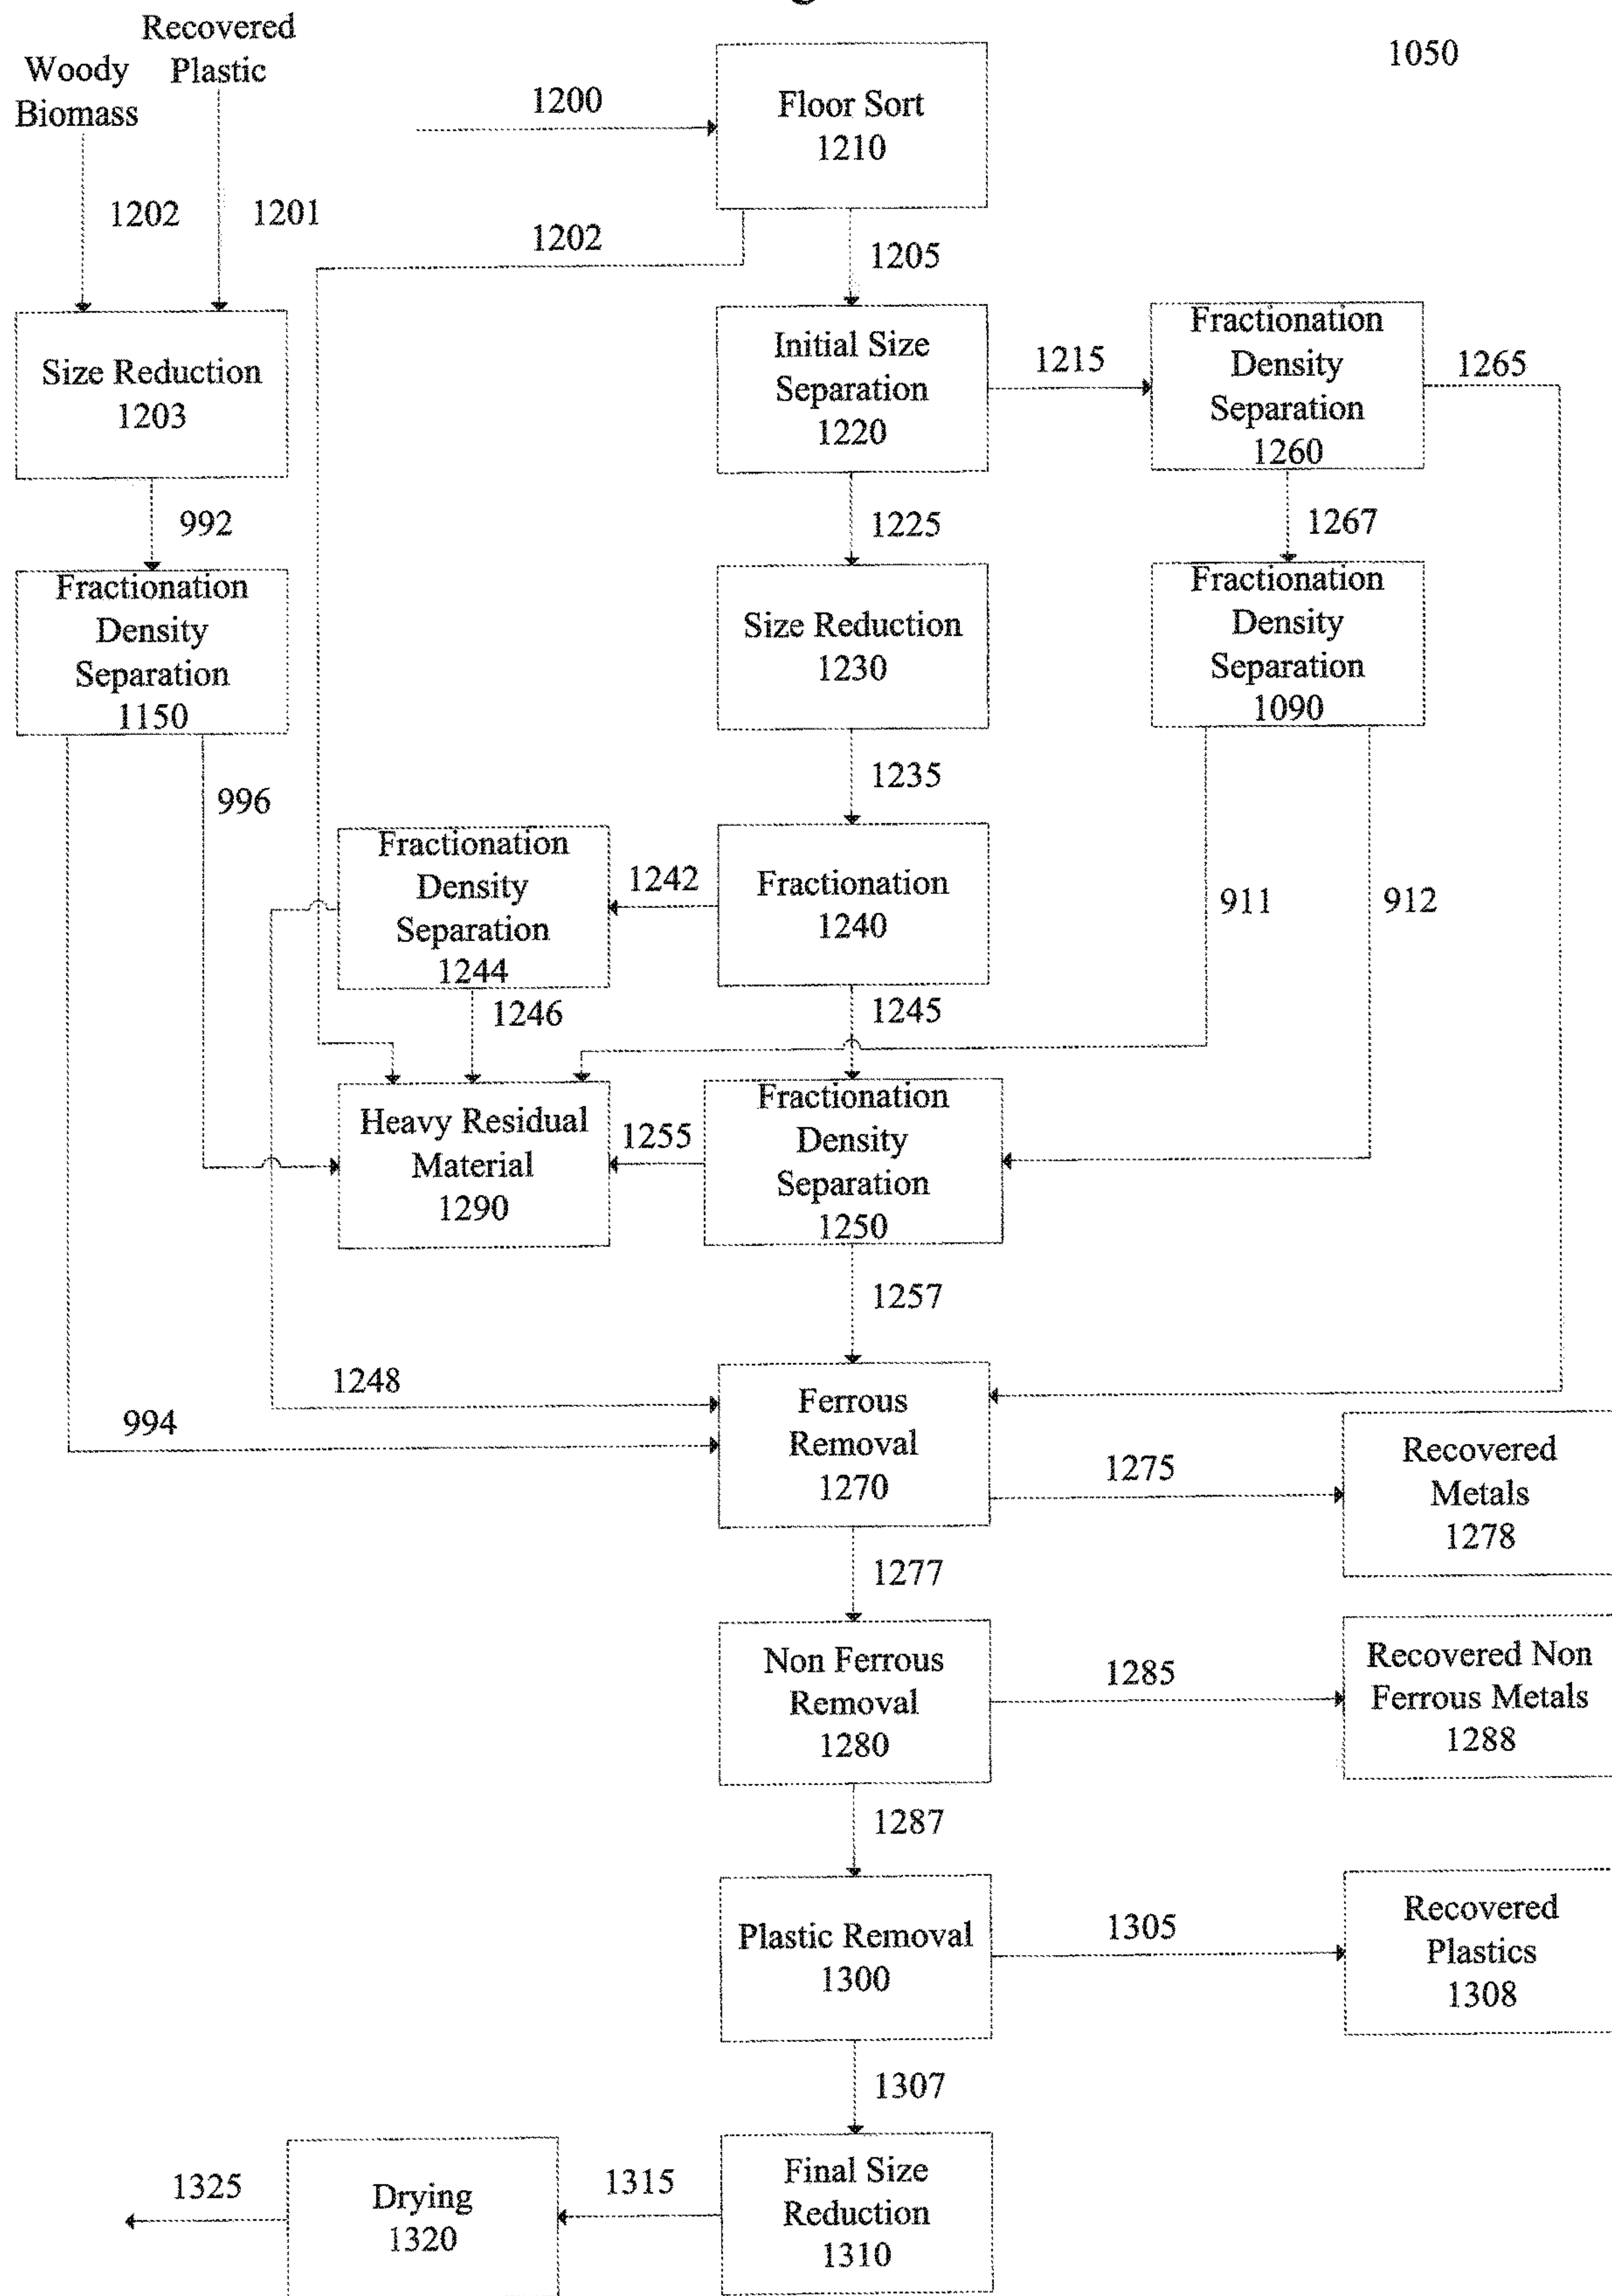 Recovered
Plastic
Woody
Biomass
1050
1200
Floor Sort
1210
1202
1201
1202
1205
Size Reduction
1203
Initial Size
Separation
1220
1215
Fractionation
Density
Separation
1260
1265
992
1225
1267
Fractionation
Density
Separation
1150
Size Reduction
1230
Fractionation
Density
Separation
1090
996
1235
Fractionation
Density
Separation
1244
1242
Fractionation
1240
911
912
1246
1245
Heavy Residual
Material
1290
1255
Fractionation
Density
Separation
1250
1257
1248
994
Ferrous
Removal
1270
1275
Recovered
Metals
1278
1277
Non Ferrous
Removal
1280
1285
Recovered Non
Ferrous Metals
1288
1287
Plastic Removal
1300
1305
Recovered
Plastics
1308
1307
1325
Drying
1320
1315
Final Size
Reduction
1310